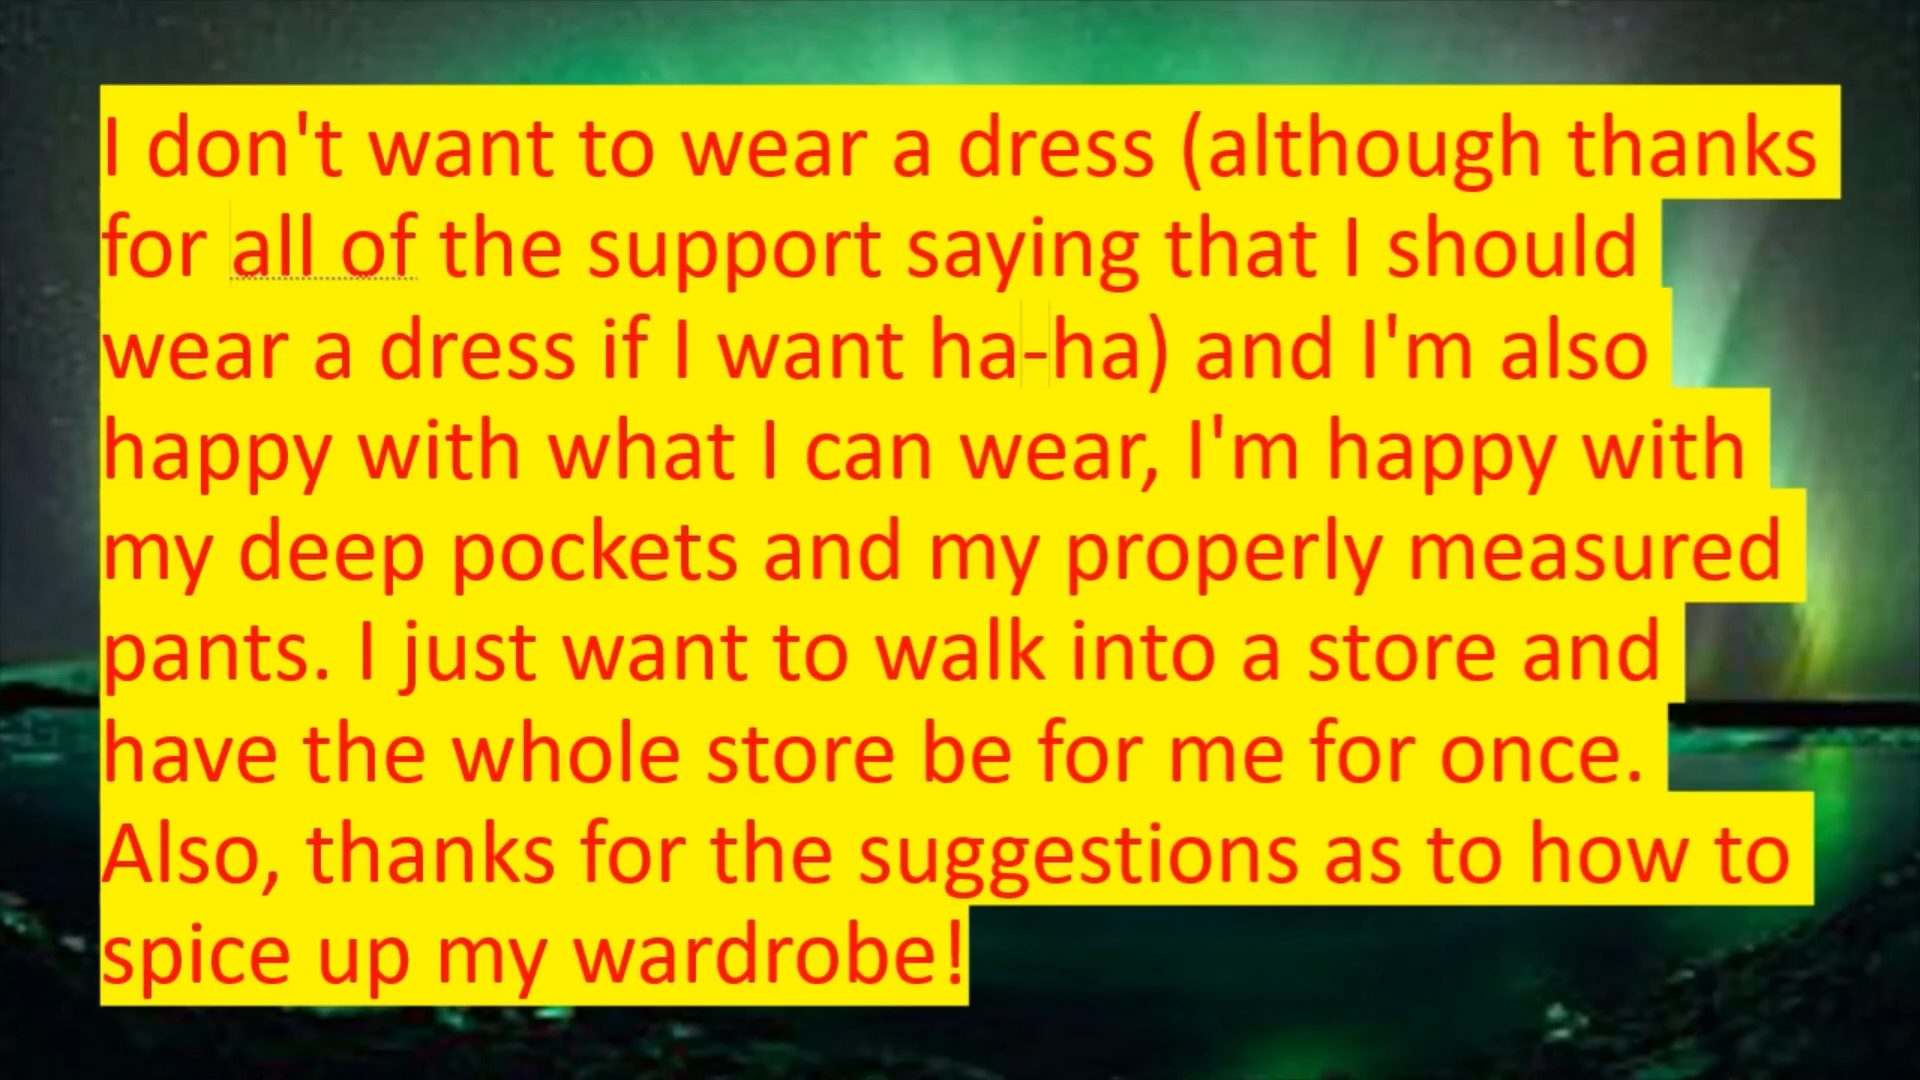 I don't want to wear a dress (although thanks
for all of the support saying that I should
wear a dress if I want ha-ha) and I'm also
happy with what I can wear, I'm happy with
my deep pockets and my properly measured
pants. I just want to walk into a store and
have the whole store be for me for once.
Also, thanks for the suggestions as to how to
spice up my wardrobe!